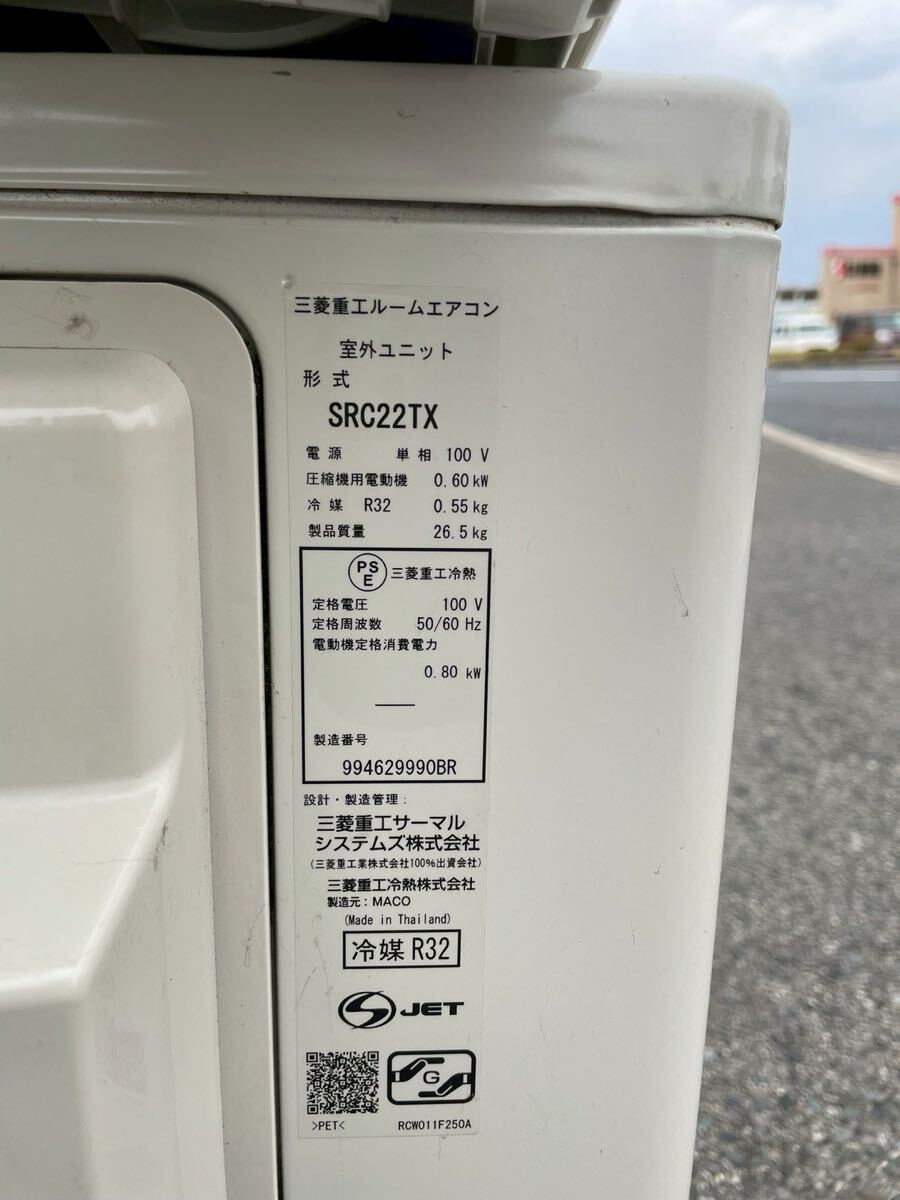 三菱重工ルームエアコン
室外ユニット
形式
SRC22TX
電源 単相 100 V
圧縮機用電動機 0.60 kW
冷媒 R32 0.55 kg
製品質量 26.5 kg
PS
E 三菱重工冷熱
定格電圧 100 V
定格周波数 50/60 Hz
電動機定格消費電力
0.80 kW
製造番号
994629990BR
設計・製造管理:
三菱重工サーマル
システムズ株式会社
(三菱重工業株式会社100%出資会社)
三菱重工冷熱株式会社
製造元: MACO
(Made in Thailand)
冷媒 R32
JET
G
>PET< RCW011F250A